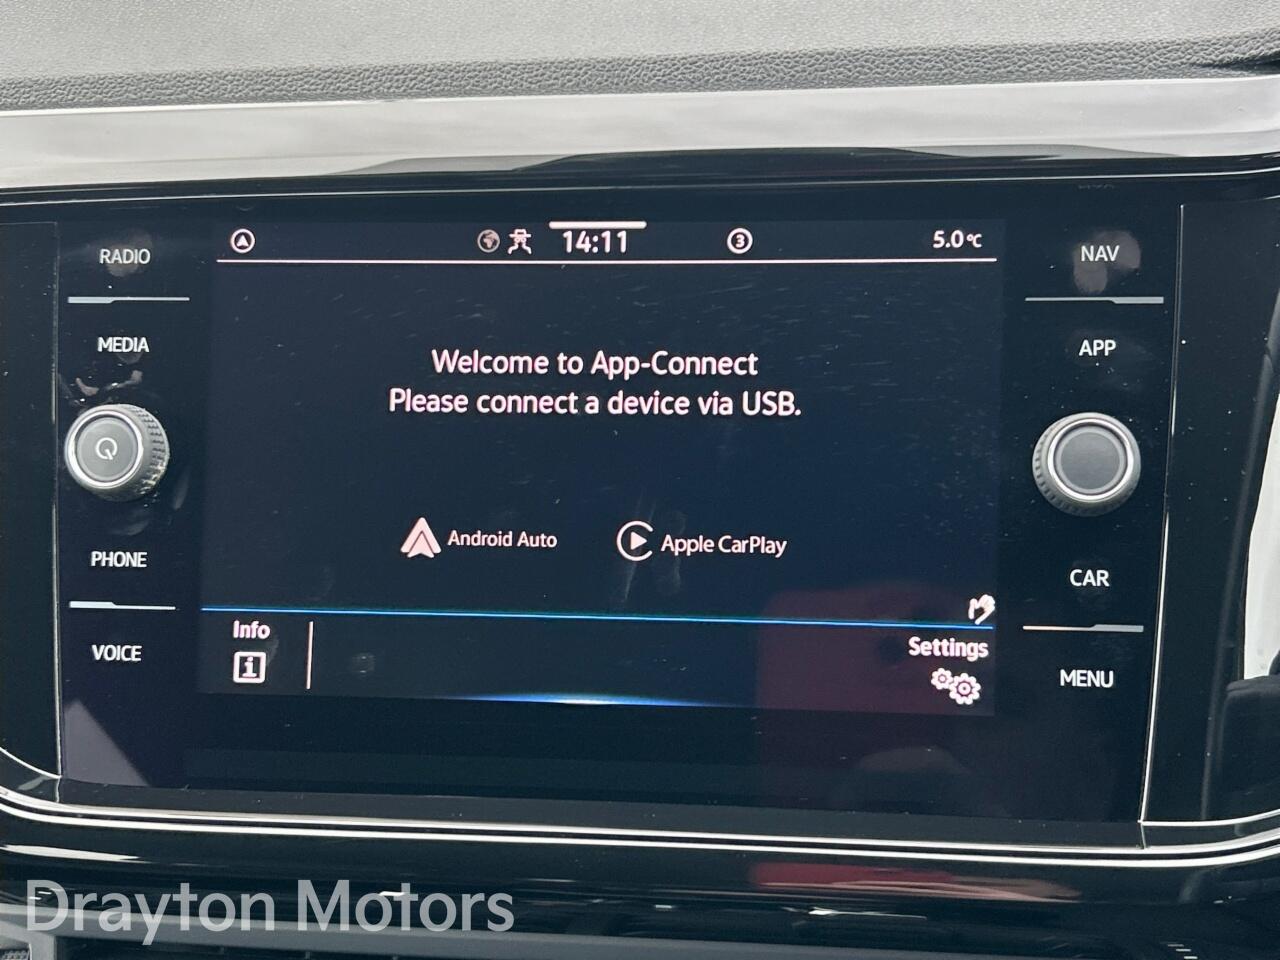 RADIO
MEDIA
PHONE
VOICE
14:11
3
5.0°C
Welcome to App-Connect
Please connect a device via USB.
Android Auto
Apple CarPlay
Info
i
Settings
NAV
APP
CAR
MENU
Drayton Motors